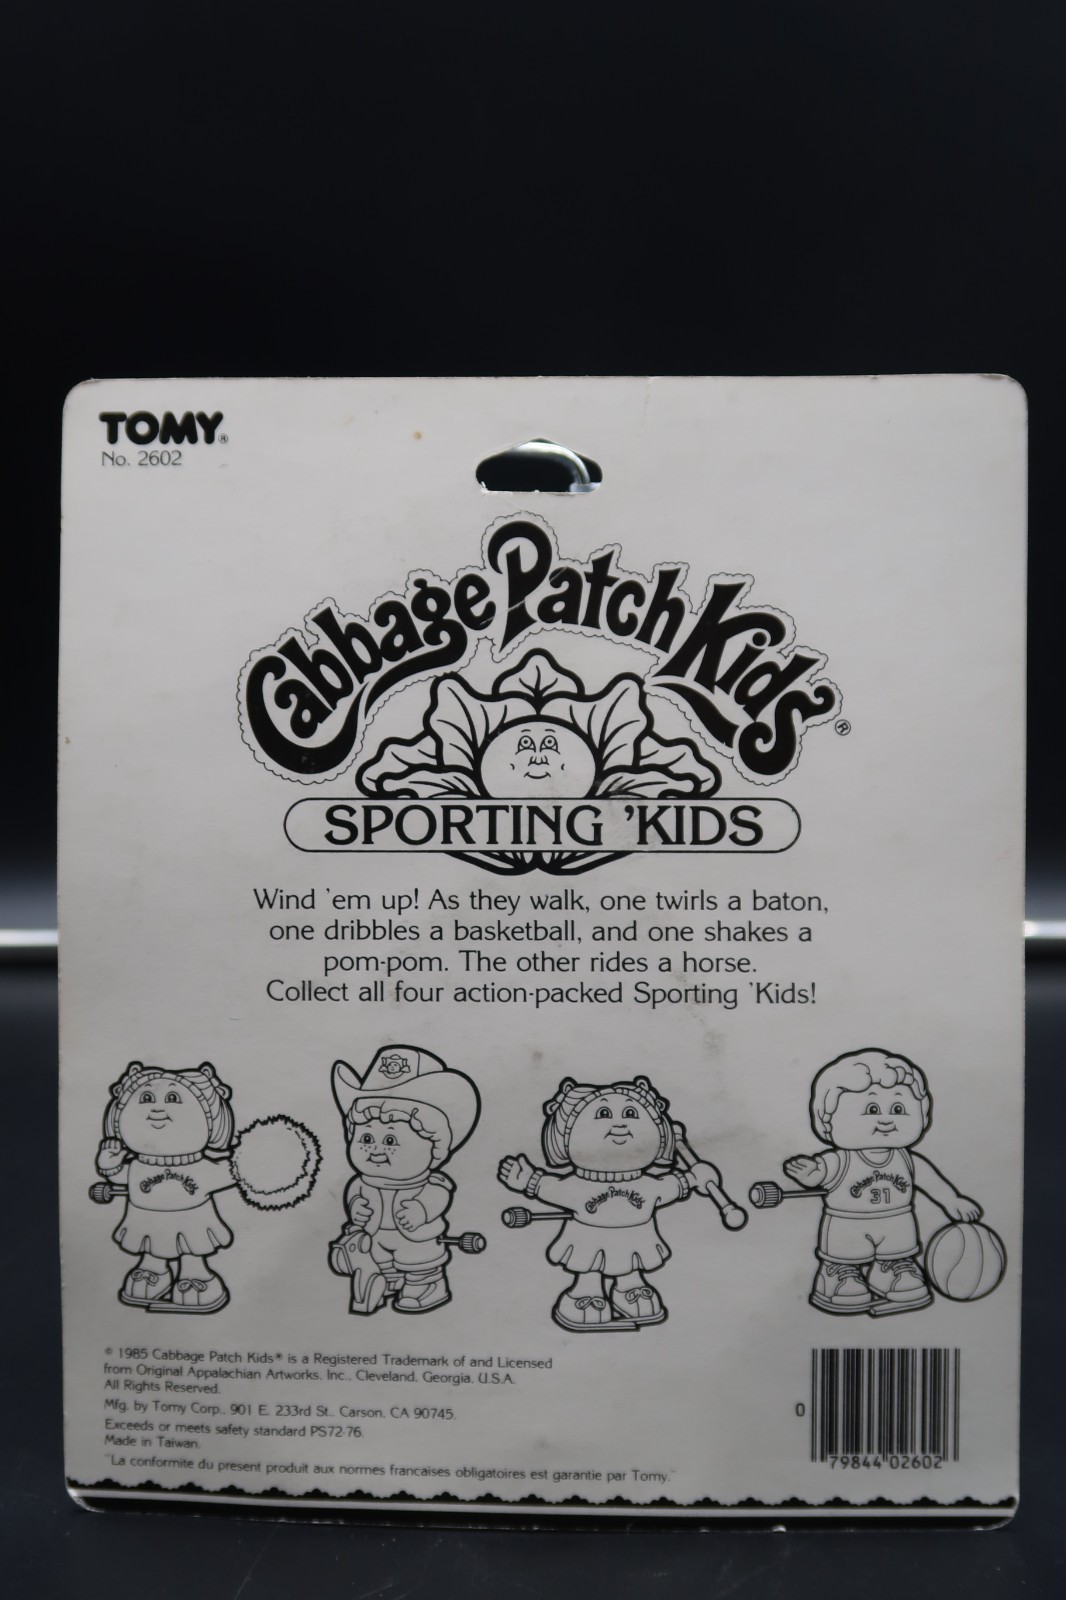 TOMY®
No. 2602
Cabbage Patch Kids®
SPORTING 'KIDS
Wind 'em up! As they walk, one twirls a baton,
one dribbles a basketball, and one shakes a
pom-pom. The other rides a horse.
Collect all four action-packed Sporting 'Kids!
Cabbage Patch Kids
Cabbage Patch Kids
Cabbage Patch Kids
31
© 1985 Cabbage Patch Kids® is a Registered Trademark of and Licensed
from Original Appalachian Artworks, Inc., Cleveland, Georgia, U.S.A.
All Rights Reserved.
Mfg. by Tomy Corp., 901 E. 233rd St., Carson, CA 90745.
Exceeds or meets safety standard PS72-76.
Made in Taiwan.
"La conformite du present produit aux normes francaises obligatoires est garantie par Tomy."
0 79844 02602